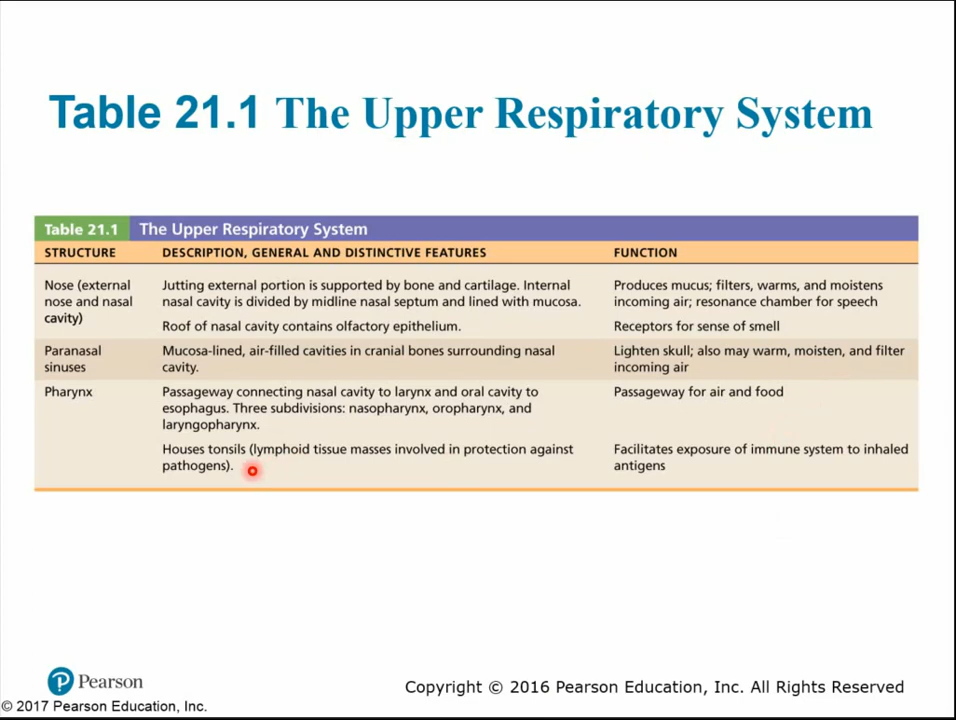 Table 21.1 The Upper Respiratory System
Table 21.1 The Upper Respiratory System
STRUCTURE DESCRIPTION, GENERAL AND DISTINCTIVE FEATURES FUNCTION
Nose (external Jutting external portion is supported by bone and cartilage. Internal Produces mucus; filters, warms, and moistens
nose and nasal nasal cavity is divided by midline nasal septum and lined with mucosa. incoming air; resonance chamber for speech
cavity) Roof of nasal cavity contains olfactory epithelium. Receptors for sense of smell
Paranasal Mucosa-lined, air-filled cavities in cranial bones surrounding nasal Lighten skull; also may warm, moisten, and filter
sinuses cavity. incoming air
Pharynx Passageway connecting nasal cavity to larynx and oral cavity to Passageway for air and food
esophagus. Three subdivisions: nasopharynx, oropharynx, and
laryngopharynx.
Houses tonsils (lymphoid tissue masses involved in protection against Facilitates exposure of immune system to inhaled
pathogens). antigens
P Pearson
Copyright © 2016 Pearson Education, Inc. All Rights Reserved
© 2017 Pearson Education, Inc.